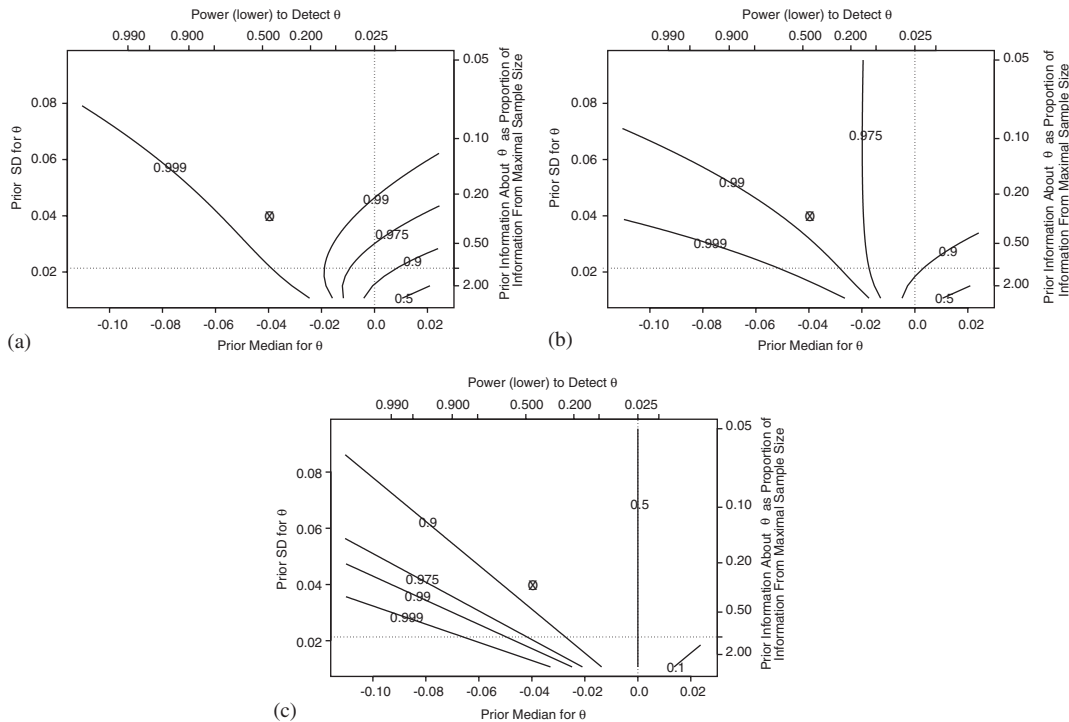 Power (lower) to Detect θ
0.990 0.900 0.500 0.200 0.025
Prior SD for θ
0.08
0.06
0.04
0.02
0.999
0.99
0.975
0.9
0.5
0.05
0.10
0.20
0.50
2.00
Prior Information About θ as Proportion of
Information From Maximal Sample Size
-0.10 -0.08 -0.06 -0.04 -0.02 0.0 0.02
Prior Median for θ
(a)
Power (lower) to Detect θ
0.990 0.900 0.500 0.200 0.025
Prior SD for θ
0.08
0.06
0.04
0.02
0.975
0.99
0.999
0.9
0.5
0.05
0.10
0.20
0.50
2.00
Prior Information About θ as Proportion of
Information From Maximal Sample Size
-0.10 -0.08 -0.06 -0.04 -0.02 0.0 0.02
Prior Median for θ
(b)
Power (lower) to Detect θ
0.990 0.900 0.500 0.200 0.025
Prior SD for θ
0.08
0.06
0.04
0.02
0.9
0.5
0.975
0.99
0.999
0.1
0.05
0.10
0.20
0.50
2.00
Prior Information About θ as Proportion of
Information From Maximal Sample Size
-0.10 -0.08 -0.06 -0.04 -0.02 0.0 0.02
Prior Median for θ
(c)